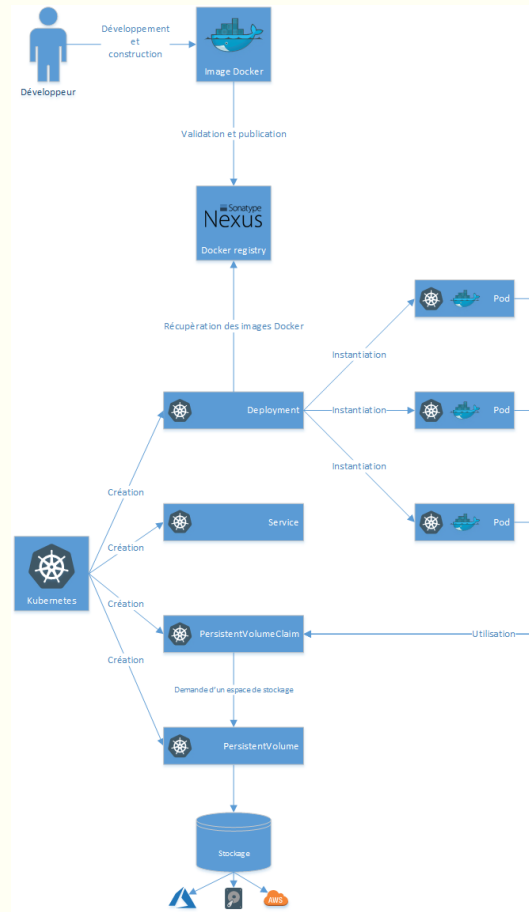 Développement
et
construction
Développeur
Image Docker
Validation et publication
Sonatype
Nexus
Docker registry
Récupèration des images Docker
Pod
Instantiation
Deployment
Instantiation
Pod
Instantiation
Création
Pod
Service
Création
Kubernetes
Création
PersistentVolumeClaim
Utilisation
Création
Demande d'un espace de stockage
PersistentVolume
Stockage
AWS